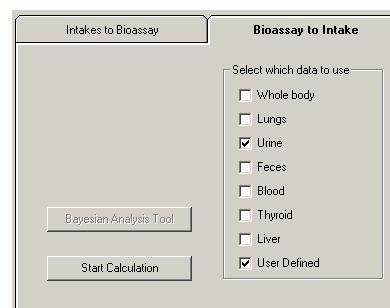 Intakes to Bioassay
Bioassay to Intake
Select which data to use
Whole body
Lungs
Urine
Feces
Blood
Thyroid
Liver
User Defined
Bayesian Analysis Tool
Start Calculation